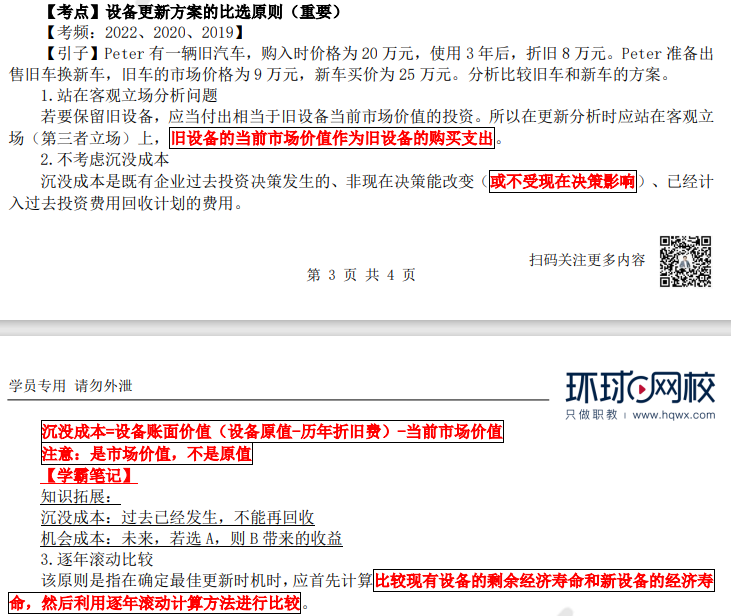 【考点】设备更新方案的比选原则（重要）
【考频：2022、2020、2019】
【引子】Peter 有一辆旧汽车，购入时价格为 20 万元，使用 3 年后，折旧 8 万元。Peter 准备出
售旧车换新车，旧车的市场价格为 9 万元，新车买价为 25 万元。分析比较旧车和新车的方案。
1.站在客观立场分析问题
若要保留旧设备，应当付出相当于旧设备当前市场价值的投资。所以在更新分析时应站在客观立
场（第三者立场）上，旧设备的当前市场价值作为旧设备的购买支出。
2.不考虑沉没成本
沉没成本是既有企业过去投资决策发生的、非现在决策能改变（或不受现在决策影响）、已经计
入过去投资费用回收计划的费用。
扫码关注更多内容
第 3 页 共 4 页
学员专用 请勿外泄
环球网校
只做职教 | www.hqwx.com
沉没成本=设备账面价值（设备原值-历年折旧费）-当前市场价值
注意：是市场价值，不是原值
【学霸笔记】
知识拓展：
沉没成本：过去已经发生，不能再回收
机会成本：未来，若选 A，则 B 带来的收益
3.逐年滚动比较
该原则是指在确定最佳更新时机时，应首先计算比较现有设备的剩余经济寿命和新设备的经济寿
命，然后利用逐年滚动计算方法进行比较。